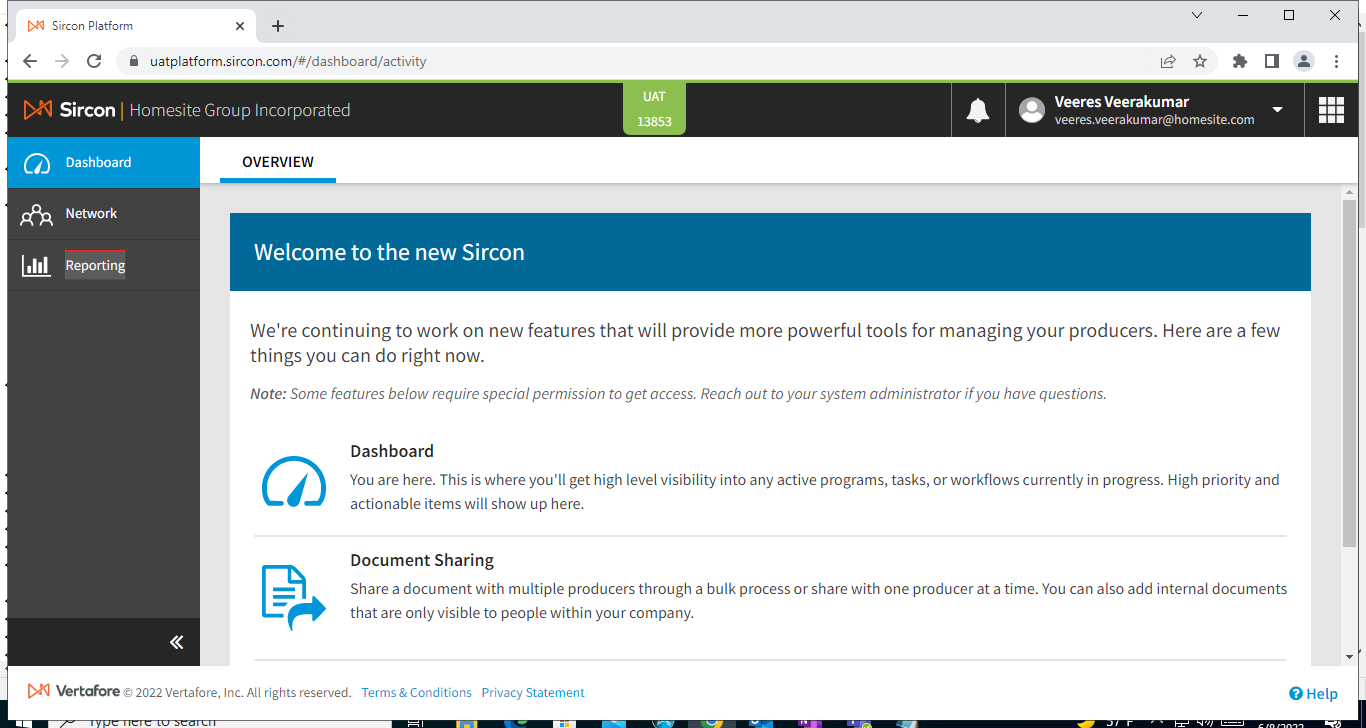 Sircon Platform
uatplatform.sircon.com/#/dashboard/activity
Sircon | Homesite Group Incorporated
UAT
13853
Veeres Veerakumar
veeres.veerakumar@homesite.com
Dashboard
Network
Reporting
OVERVIEW
Welcome to the new Sircon
We're continuing to work on new features that will provide more powerful tools for managing your producers. Here are a few
things you can do right now.
Note: Some features below require special permission to get access. Reach out to your system administrator if you have questions.
Dashboard
You are here. This is where you'll get high level visibility into any active programs, tasks, or workflows currently in progress. High priority and
actionable items will show up here.
Document Sharing
Share a document with multiple producers through a bulk process or share with one producer at a time. You can also add internal documents
that are only visible to people within your company.
Vertafore © 2022 Vertafore, Inc. All rights reserved. Terms & Conditions Privacy Statement
Help
Type here to search
57°F
6/8/2022